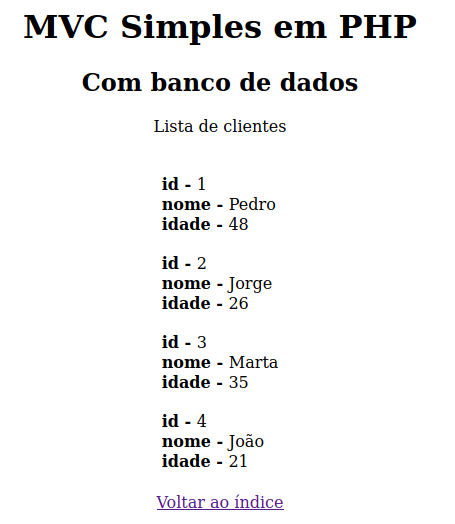 MVC Simples em PHP
Com banco de dados
Lista de clientes
id - 1
nome - Pedro
idade - 48
id - 2
nome - Jorge
idade - 26
id - 3
nome - Marta
idade - 35
id - 4
nome - João
idade - 21
Voltar ao índice